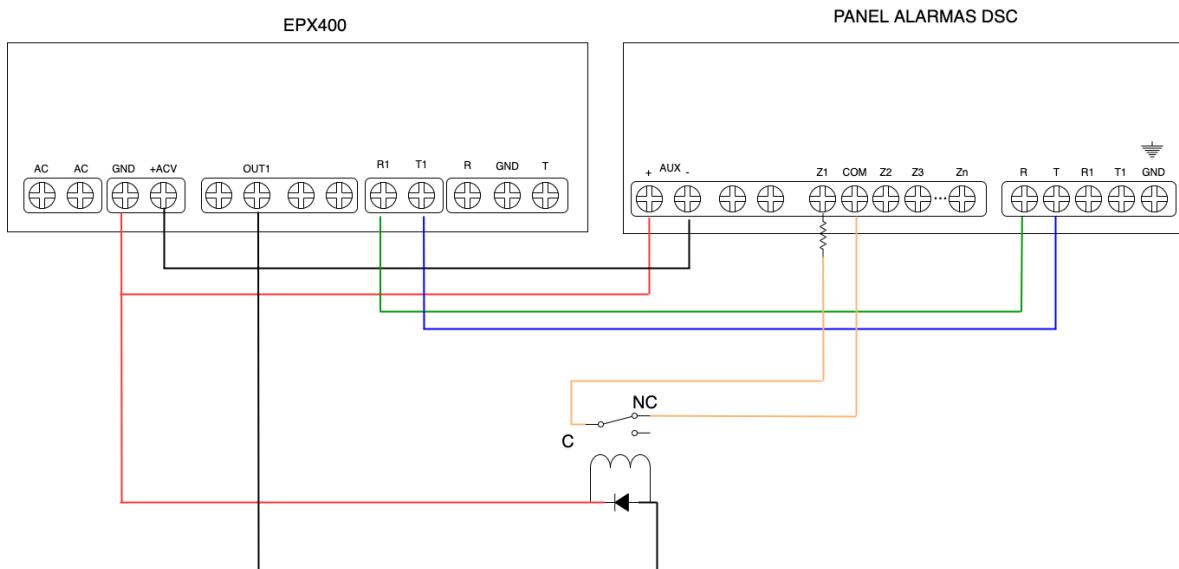 EPX400
PANEL ALARMAS DSC
AC AC GND +ACV OUT1 R1 T1 R GND T
+ AUX - Z1 COM Z2 Z3 ... Zn R T R1 T1 GND
NC
C